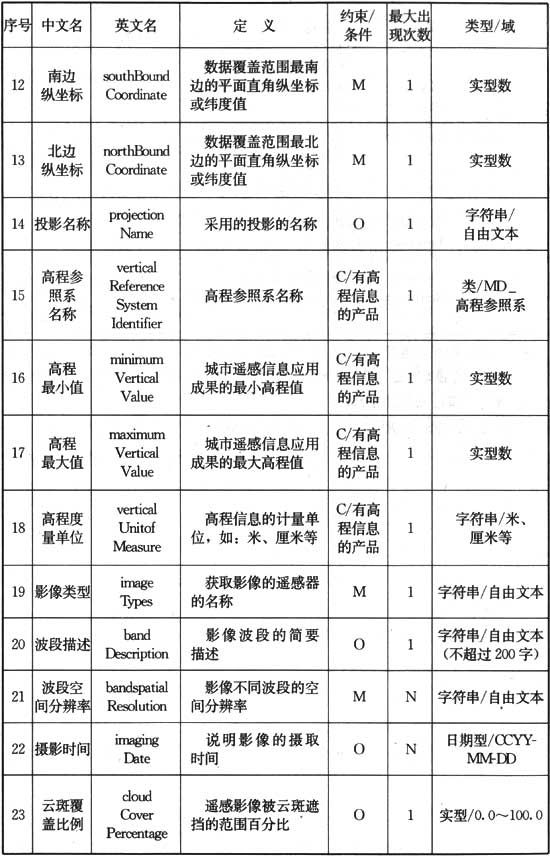 序号 中文名 英文名 定 义 约束/ 最大出 类型/域
条件 现次数
12 南边 southBound 数据覆盖范围最南 M 1 实型数
纵坐标 Coordinate 边的平面直角纵坐标
或纬度值
13 北边 northBound 数据覆盖范围最北 M 1 实型数
纵坐标 Coordinate 边的平面直角纵坐标
或纬度值
14 投影名称 projection 采用的投影的名称 O 1 字符串/
Name 自由文本
15 高程参 vertical 高程参照系名称 C/有高 1 类/MD_
照系 Reference 程信息 高程参照系
名称 System 的产品
Identifier
16 高程 minimum 城市遥感信息应用 C/有高 1 实型数
最小值 Vertical 成果的最小高程值 程信息
Value 的产品
17 高程 maximum 城市遥感信息应用 C/有高 1 实型数
最大值 Vertical 成果的最大高程值 程信息
Value 的产品
18 高程度 vertical 高程信息的计量单 C/有高 1 字符串/米、
量单位 Unitof 位，如：米、厘米等 程信息 厘米等
Measure 的产品
19 影像类型 image 获取影像的遥感器 M 1 字符串/自由文本
Types 的名称
20 波段描述 band 影像波段的简要 O 1 字符串/自由文本
Description 描述 (不超过200字)
21 波段空 bandspatial 影像不同波段的空 M N 字符串/自由文本
间分辨率 Resolution 间分辨率
22 摄影时间 imaging 说明影像的摄取 O N 日期型/CCYY-
Date 时间 MM-DD
23 云斑覆 cloud 遥感影像被云斑遮 O 1 实型/0.0～100.0
盖比例 Cover 挡的范围百分比
Percentage